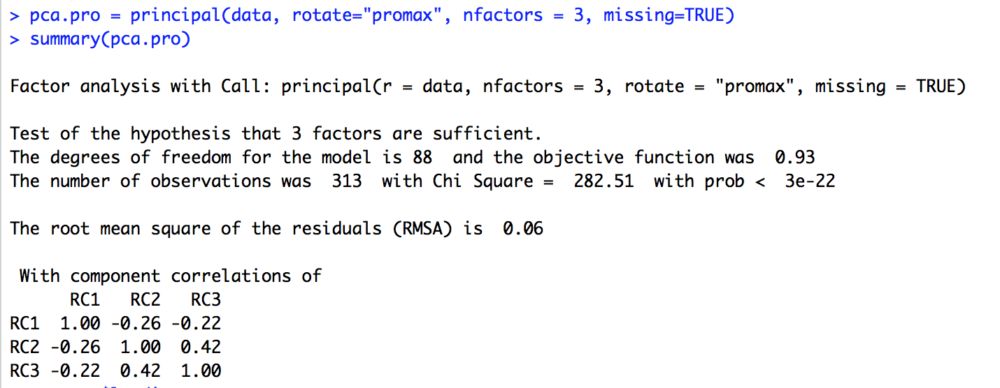 > pca.pro = principal(data, rotate="promax", nfactors = 3, missing=TRUE)
> summary(pca.pro)
Factor analysis with Call: principal(r = data, nfactors = 3, rotate = "promax", missing = TRUE)
Test of the hypothesis that 3 factors are sufficient.
The degrees of freedom for the model is 88  and the objective function was  0.93
The number of observations was  313  with Chi Square =  282.51  with prob <  3e-22
The root mean square of the residuals (RMSA) is  0.06
 With component correlations of
      RC1   RC2   RC3
RC1  1.00 -0.26 -0.22
RC2 -0.26  1.00  0.42
RC3 -0.22  0.42  1.00